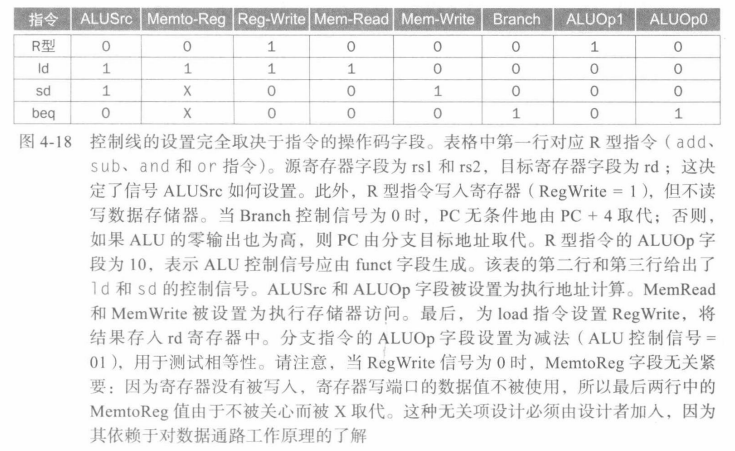 指令 ALUSrc Memto-Reg Reg-Write Mem-Read Mem-Write Branch ALUOp1 ALUOp0
R型 0 0 1 0 0 0 1 0
ld 1 1 1 1 0 0 0 0
sd 1 X 0 0 1 0 0 0
beq 0 X 0 0 0 1 0 1
图 4-18 控制线的设置完全取决于指令的操作码字段。表格中第一行对应 R 型指令（add、
sub、and 和 or 指令）。源寄存器字段为 rs1 和 rs2，目标寄存器字段为 rd；这决
定了信号 ALUSrc 如何设置。此外，R 型指令写入寄存器（RegWrite = 1），但不读
写数据存储器。当 Branch 控制信号为 0 时，PC 无条件地由 PC + 4 取代；否则，
如果 ALU 的零输出也为高，则 PC 由分支目标地址取代。R 型指令的 ALUOp 字
段为 10，表示 ALU 控制信号应由 funct 字段生成。该表的第二行和第三行给出了
ld 和 sd 的控制信号。ALUSrc 和 ALUOp 字段被设置为执行地址计算。MemRead
和 MemWrite 被设置为执行存储器访问。最后，为 load 指令设置 RegWrite，将
结果存入 rd 寄存器中。分支指令的 ALUOp 字段设置为减法（ALU 控制信号 =
01），用于测试相等性。请注意，当 RegWrite 信号为 0 时，MemtoReg 字段无关紧
要：因为寄存器没有被写入，寄存器写端口的数据值不被使用，所以最后两行中的
MemtoReg 值由于不被关心而被 X 取代。这种无关项设计必须由设计者加入，因为
其依赖于对数据通路工作原理的了解